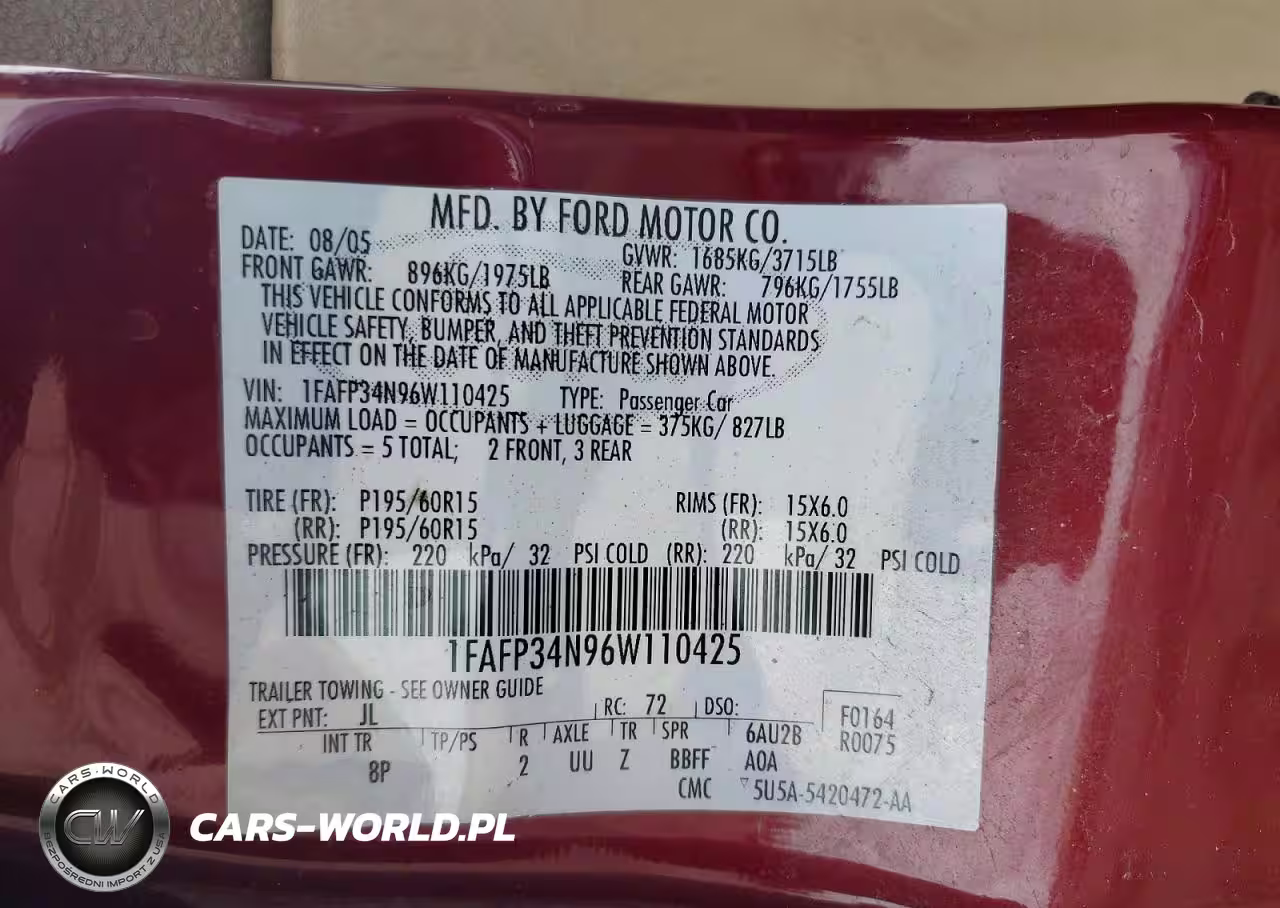 MFD. BY FORD MOTOR CO.
DATE: 08/05 GVWR: 1685KG/3715LB
FRONT GAWR: 896KG/1975LB REAR GAWR: 796KG/1755LB
THIS VEHICLE CONFORMS TO ALL APPLICABLE FEDERAL MOTOR
VEHICLE SAFETY, BUMPER, AND THEFT PREVENTION STANDARDS
IN EFFECT ON THE DATE OF MANUFACTURE SHOWN ABOVE.
VIN: 1FAFP34N96W110425 TYPE: Passenger Car
MAXIMUM LOAD = OCCUPANTS + LUGGAGE = 375KG/ 827LB
OCCUPANTS = 5 TOTAL; 2 FRONT, 3 REAR
TIRE (FR): P195/60R15 RIMS (FR): 15X6.0
(RR): P195/60R15 (RR): 15X6.0
PRESSURE (FR): 220 kPa/ 32 PSI COLD (RR): 220 kPa/ 32 PSI COLD
1FAFP34N96W110425
TRAILER TOWING - SEE OWNER GUIDE
EXT PNT: JL RC: 72 DSO: F0164
INT TR TP/PS R AXLE TR SPR 6AU2B R0075
8P 2 UU Z BBFF AOA
CMC 5U5A-5420472-AA
CARS-WORLD
CW
BEZPOŚREDNI IMPORT Z USA
CARS-WORLD.PL